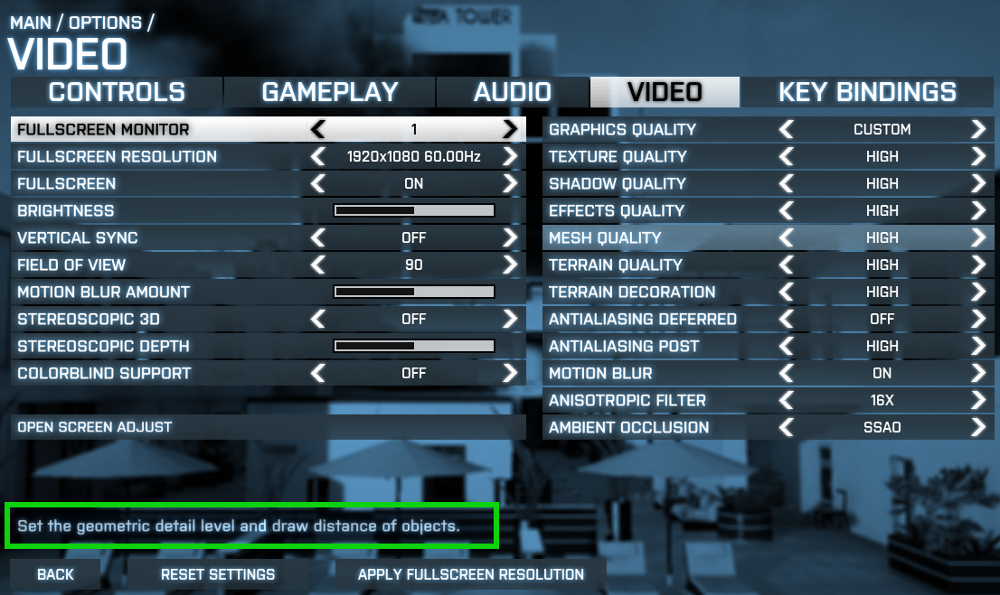 MAIN / OPTIONS /
VIDEO
CONTROLS GAMEPLAY AUDIO VIDEO KEY BINDINGS
FULLSCREEN MONITOR 1
FULLSCREEN RESOLUTION 1920x1080 60.00Hz
FULLSCREEN ON
BRIGHTNESS
VERTICAL SYNC OFF
FIELD OF VIEW 90
MOTION BLUR AMOUNT
STEREOSCOPIC 3D OFF
STEREOSCOPIC DEPTH
COLORBLIND SUPPORT OFF
OPEN SCREEN ADJUST
GRAPHICS QUALITY CUSTOM
TEXTURE QUALITY HIGH
SHADOW QUALITY HIGH
EFFECTS QUALITY HIGH
MESH QUALITY HIGH
TERRAIN QUALITY HIGH
TERRAIN DECORATION HIGH
ANTIALIASING DEFERRED OFF
ANTIALIASING POST HIGH
MOTION BLUR ON
ANISOTROPIC FILTER 16X
AMBIENT OCCLUSION SSAO
Set the geometric detail level and draw distance of objects.
BACK RESET SETTINGS APPLY FULLSCREEN RESOLUTION
TOWER